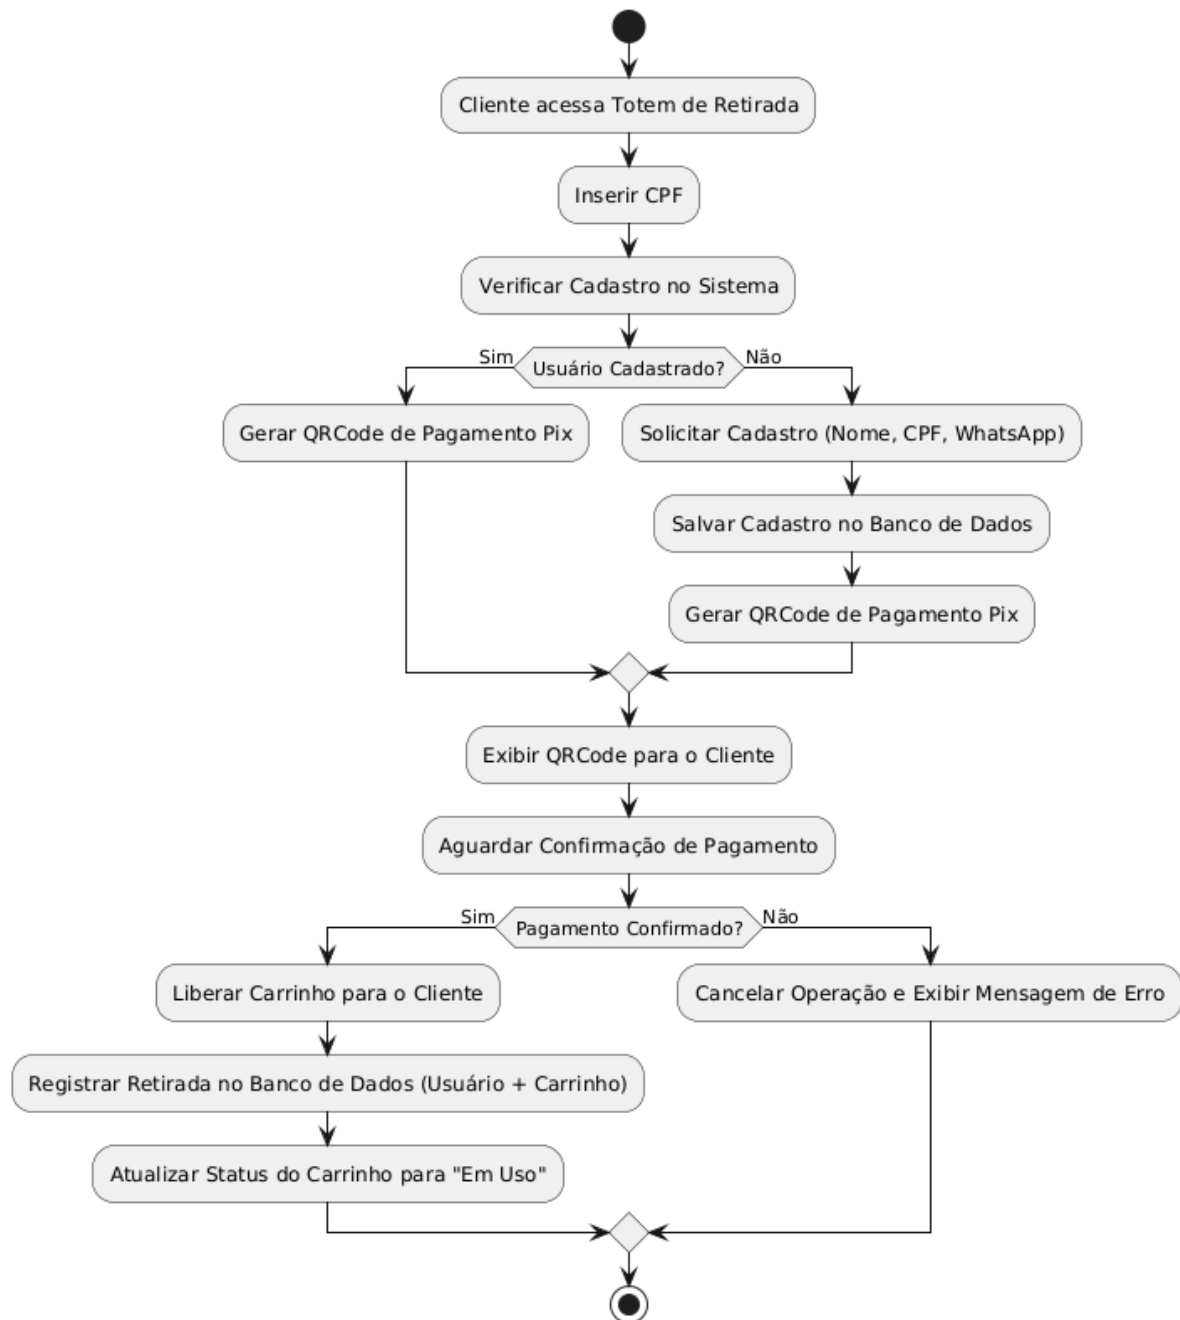 Cliente acessa Totem de Retirada
Inserir CPF
Verificar Cadastro no Sistema
Sim
Usuário Cadastrado?
Não
Gerar QRCode de Pagamento Pix
Solicitar Cadastro (Nome, CPF, WhatsApp)
Salvar Cadastro no Banco de Dados
Gerar QRCode de Pagamento Pix
Exibir QRCode para o Cliente
Aguardar Confirmação de Pagamento
Sim
Pagamento Confirmado?
Não
Liberar Carrinho para o Cliente
Cancelar Operação e Exibir Mensagem de Erro
Registrar Retirada no Banco de Dados (Usuário + Carrinho)
Atualizar Status do Carrinho para "Em Uso"